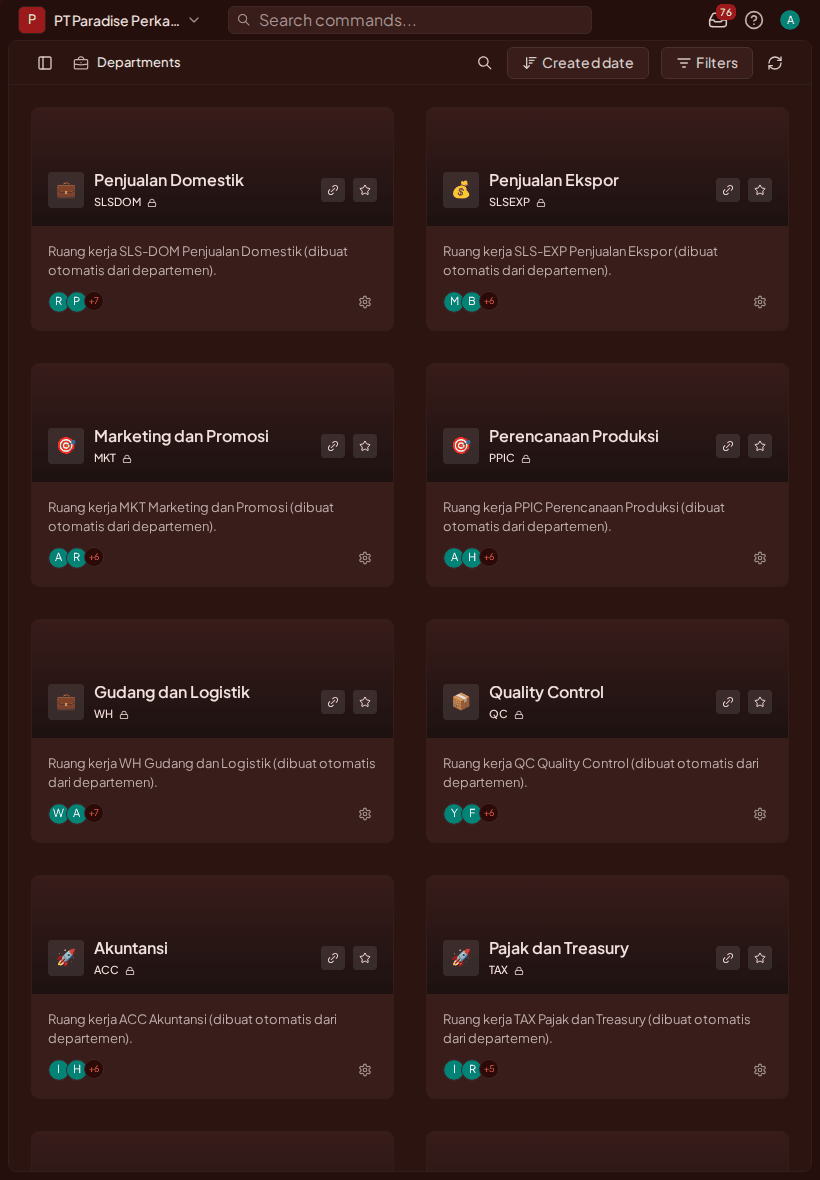 P PT Paradise Perka... Search commands... 76 A
Departments Created date Filters
Penjualan Domestik
SLSDOM
Ruang kerja SLS-DOM Penjualan Domestik (dibuat
otomatis dari departemen).
R P +7
Penjualan Ekspor
SLSEXP
Ruang kerja SLS-EXP Penjualan Ekspor (dibuat
otomatis dari departemen).
M B +6
Marketing dan Promosi
MKT
Ruang kerja MKT Marketing dan Promosi (dibuat
otomatis dari departemen).
A R +6
Perencanaan Produksi
PPIC
Ruang kerja PPIC Perencanaan Produksi (dibuat
otomatis dari departemen).
A H +6
Gudang dan Logistik
WH
Ruang kerja WH Gudang dan Logistik (dibuat otomatis
dari departemen).
W A +7
Quality Control
QC
Ruang kerja QC Quality Control (dibuat otomatis dari
departemen).
Y F +6
Akuntansi
ACC
Ruang kerja ACC Akuntansi (dibuat otomatis dari
departemen).
I H +6
Pajak dan Treasury
TAX
Ruang kerja TAX Pajak dan Treasury (dibuat otomatis
dari departemen).
I R +5